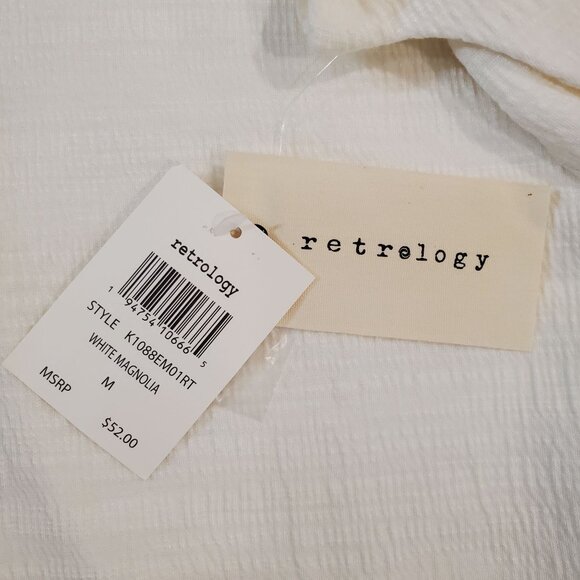 retrology
1 94754 10666 5
STYLE K1088EM01RT
WHITE MAGNOLIA
M
MSRP
$52.00
retrology